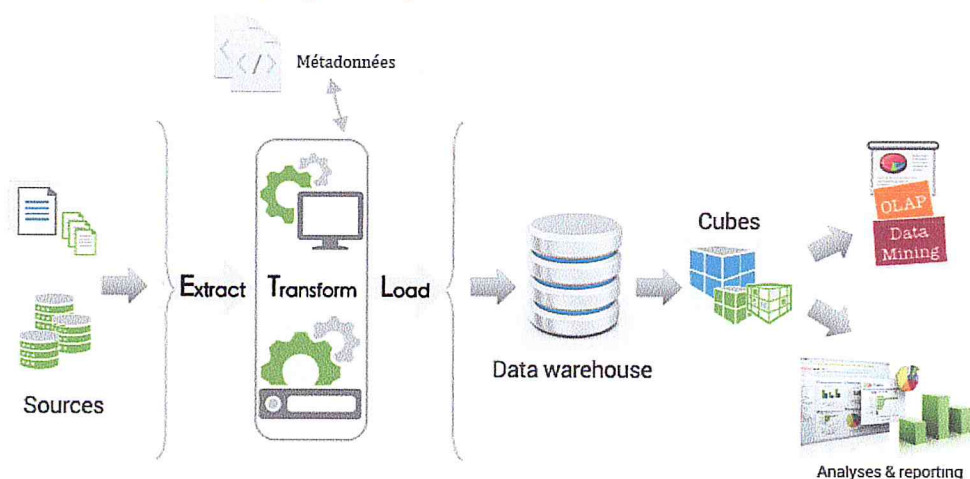 Métadonnées
Sources
Extract Transform Load
Data warehouse
Cubes
OLAP
Data
Mining
Analyses & reporting